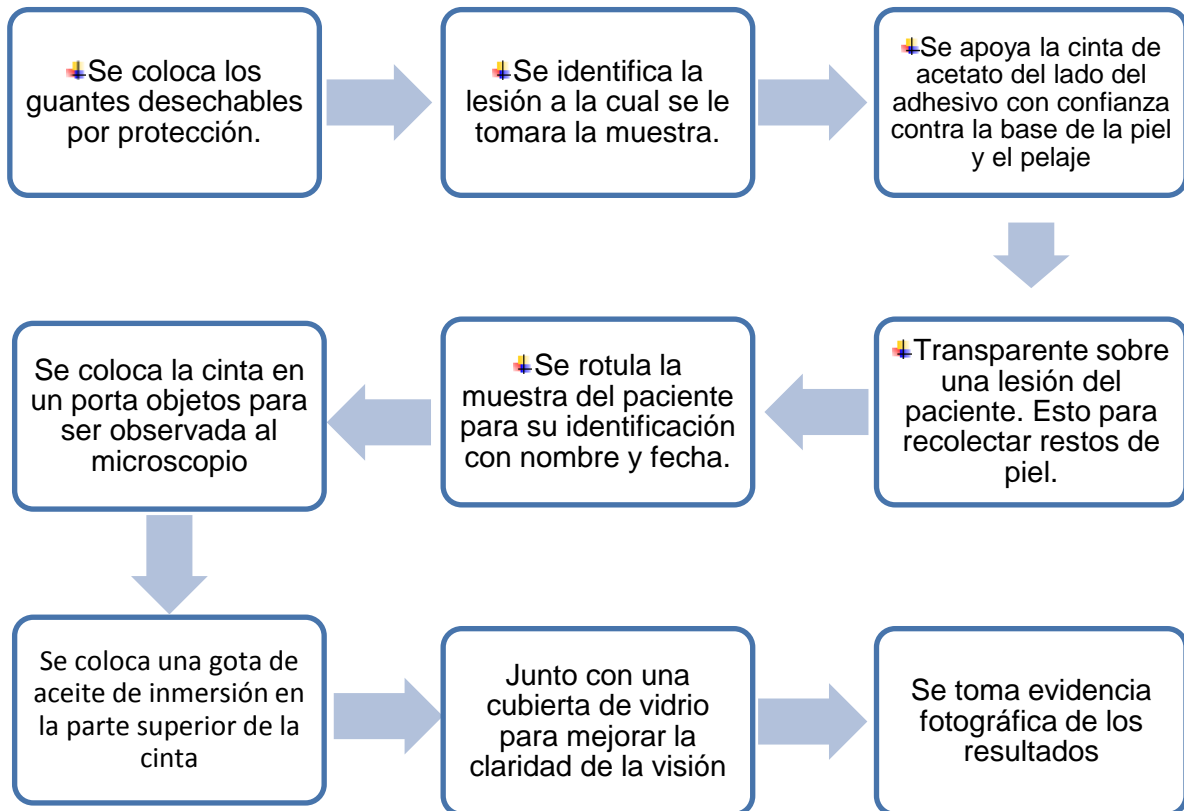 Se coloca los
guantes desechables
por protección.
Se identifica la
lesión a la cual se le
tomara la muestra.
Se apoya la cinta de
acetato del lado del
adhesivo con confianza
contra la base de la piel
y el pelaje
Transparente sobre
una lesión del
paciente. Esto para
recolectar restos de
piel.
Se rotula la
muestra del paciente
para su identificación
con nombre y fecha.
Se coloca la cinta en
un porta objetos para
ser observada al
microscopio
Se coloca una gota de
aceite de inmersión en
la parte superior de la
cinta
Junto con una
cubierta de vidrio
para mejorar la
claridad de la visión
Se toma evidencia
fotográfica de los
resultados